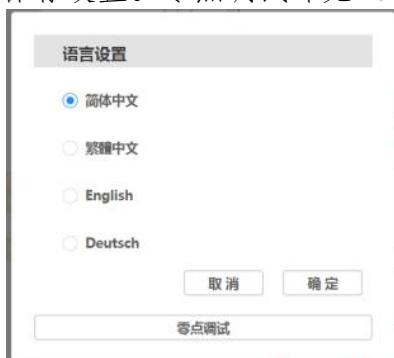 语言设置
简体中文
繁體中文
English
Deutsch
取消 确定
零点调试